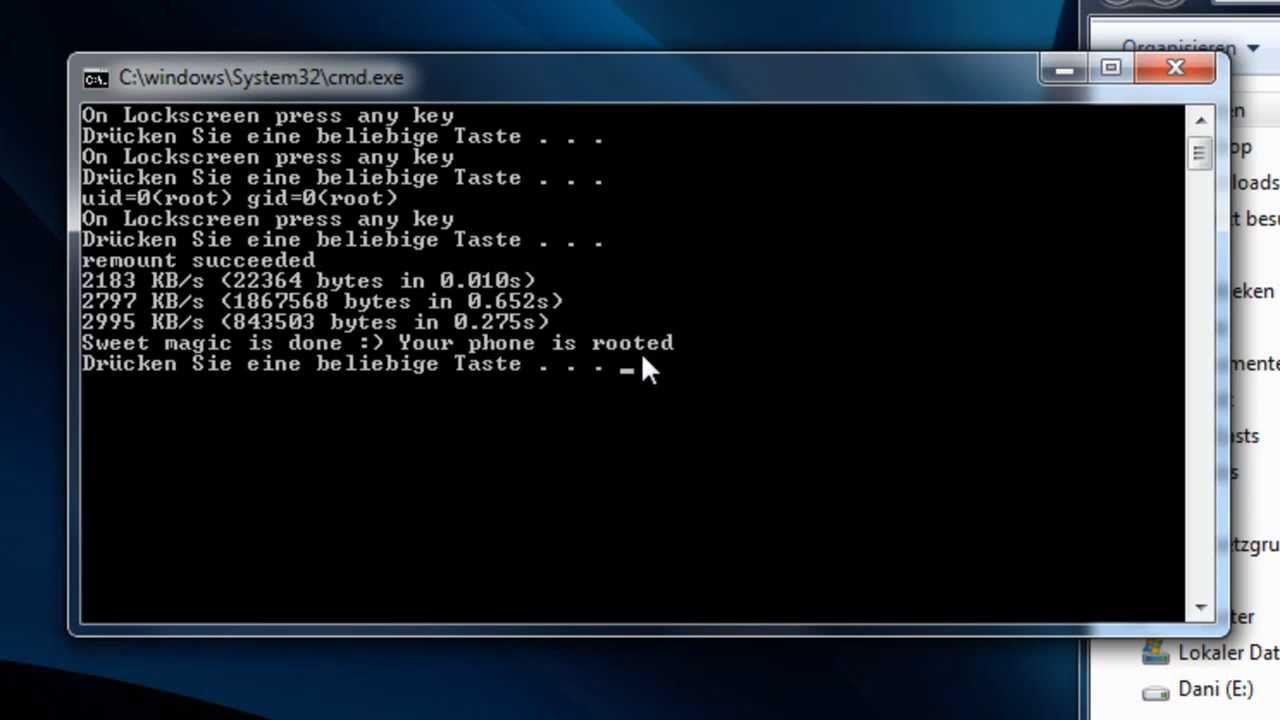 Organisieren
C:\windows\System32\cmd.exe
On Lockscreen press any key
Drücken Sie eine beliebige Taste . . .
On Lockscreen press any key
Drücken Sie eine beliebige Taste . . .
uid=0(root) gid=0(root)
On Lockscreen press any key
Drücken Sie eine beliebige Taste . . .
remount succeeded
2183 KB/s (22364 bytes in 0.010s)
2797 KB/s (1867568 bytes in 0.652s)
2995 KB/s (843503 bytes in 0.275s)
Sweet magic is done :) Your phone is rooted
Drücken Sie eine beliebige Taste . . . _
Lokaler Dat
Dani (E:)